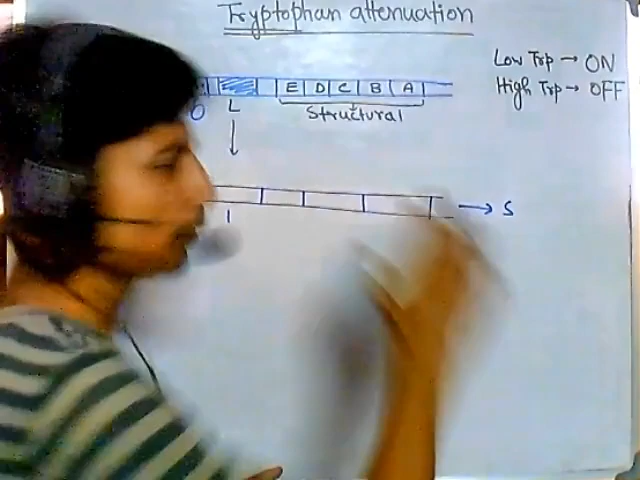 Tryptophan attenuation
Low Trp → ON
High Trp → OFF
E D C B A
O L
Structural
1
→ S